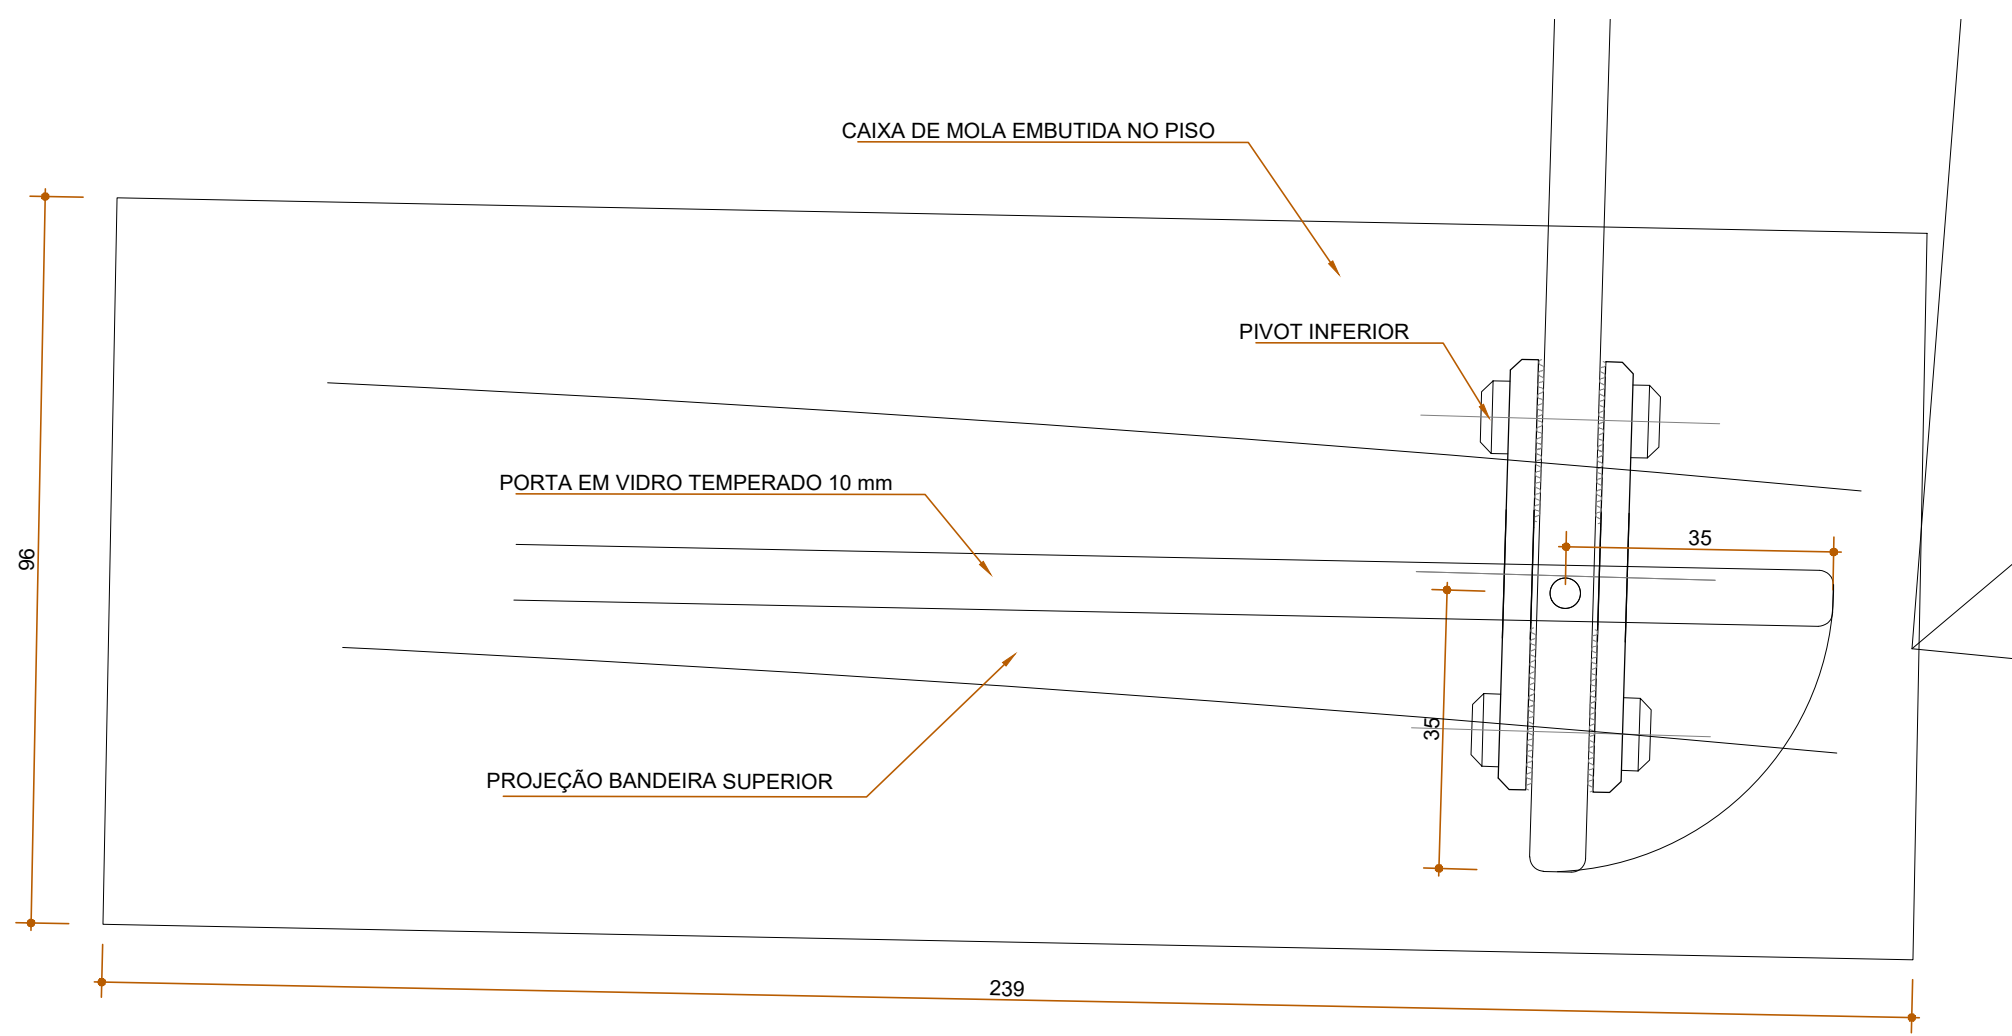 CAIXA DE MOLA EMBUTIDA NO PISO
PIVOT INFERIOR
PORTA EM VIDRO TEMPERADO 10 mm
35
96
35
PROJEÇÃO BANDEIRA SUPERIOR
239